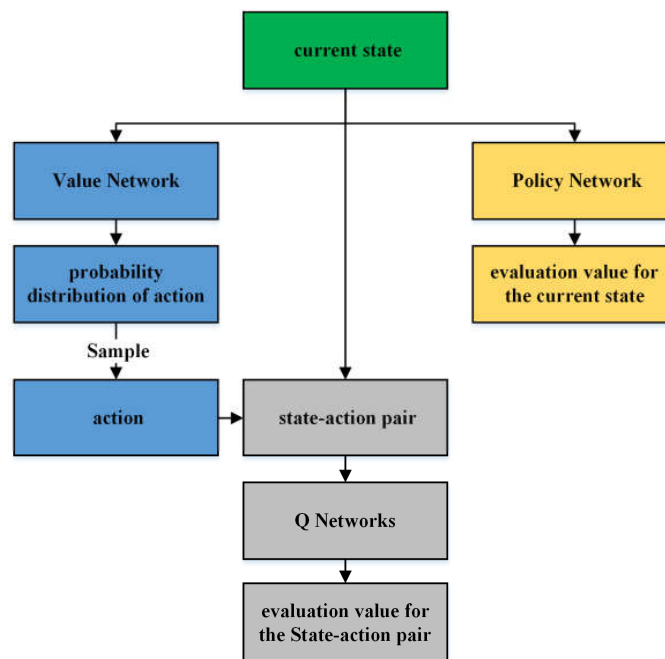 current state
Value Network
Policy Network
probability
distribution of action
evaluation value for
the current state
Sample
action
state-action pair
Q Networks
evaluation value for
the State-action pair